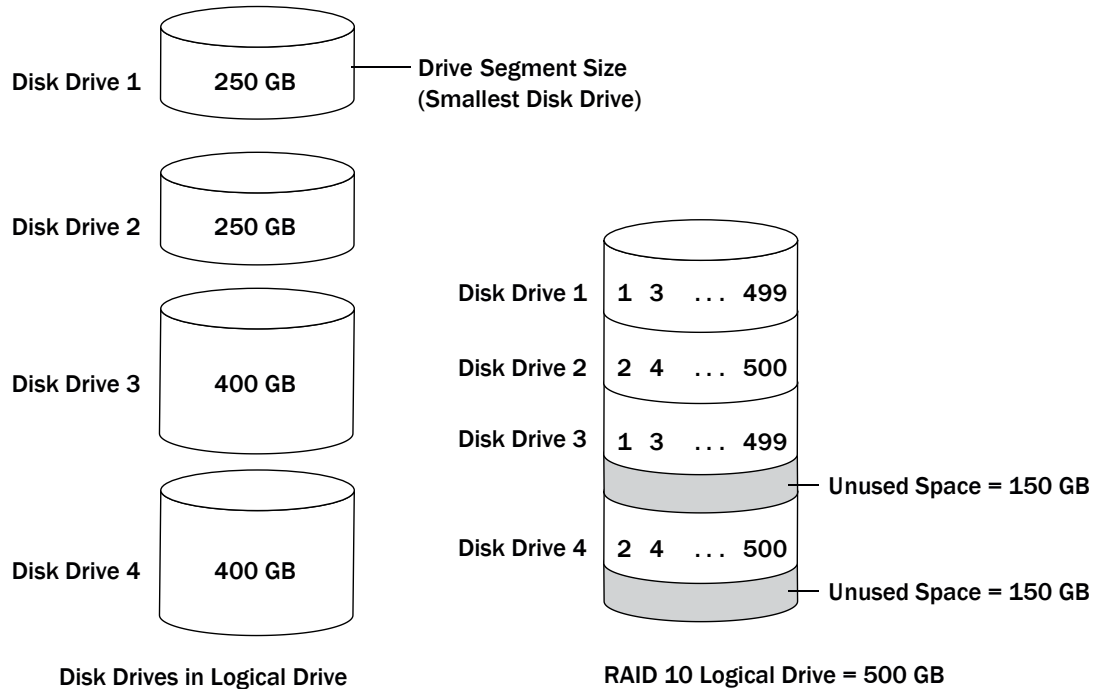 Disk Drive 1
250 GB
Drive Segment Size
(Smallest Disk Drive)
Disk Drive 2
250 GB
Disk Drive 3
400 GB
Disk Drive 4
400 GB
Disk Drives in Logical Drive
Disk Drive 1
1 3 ... 499
Disk Drive 2
2 4 ... 500
Disk Drive 3
1 3 ... 499
Unused Space = 150 GB
Disk Drive 4
2 4 ... 500
Unused Space = 150 GB
RAID 10 Logical Drive = 500 GB